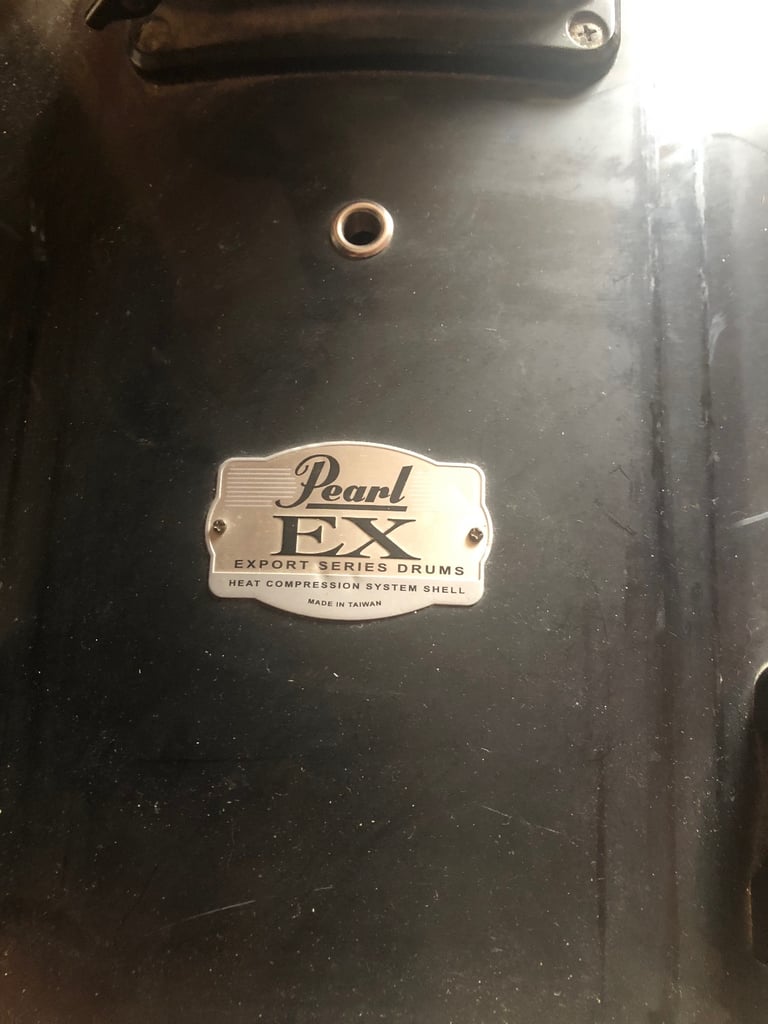 Pearl
EX
EXPORT SERIES DRUMS
HEAT COMPRESSION SYSTEM SHELL
MADE IN TAIWAN